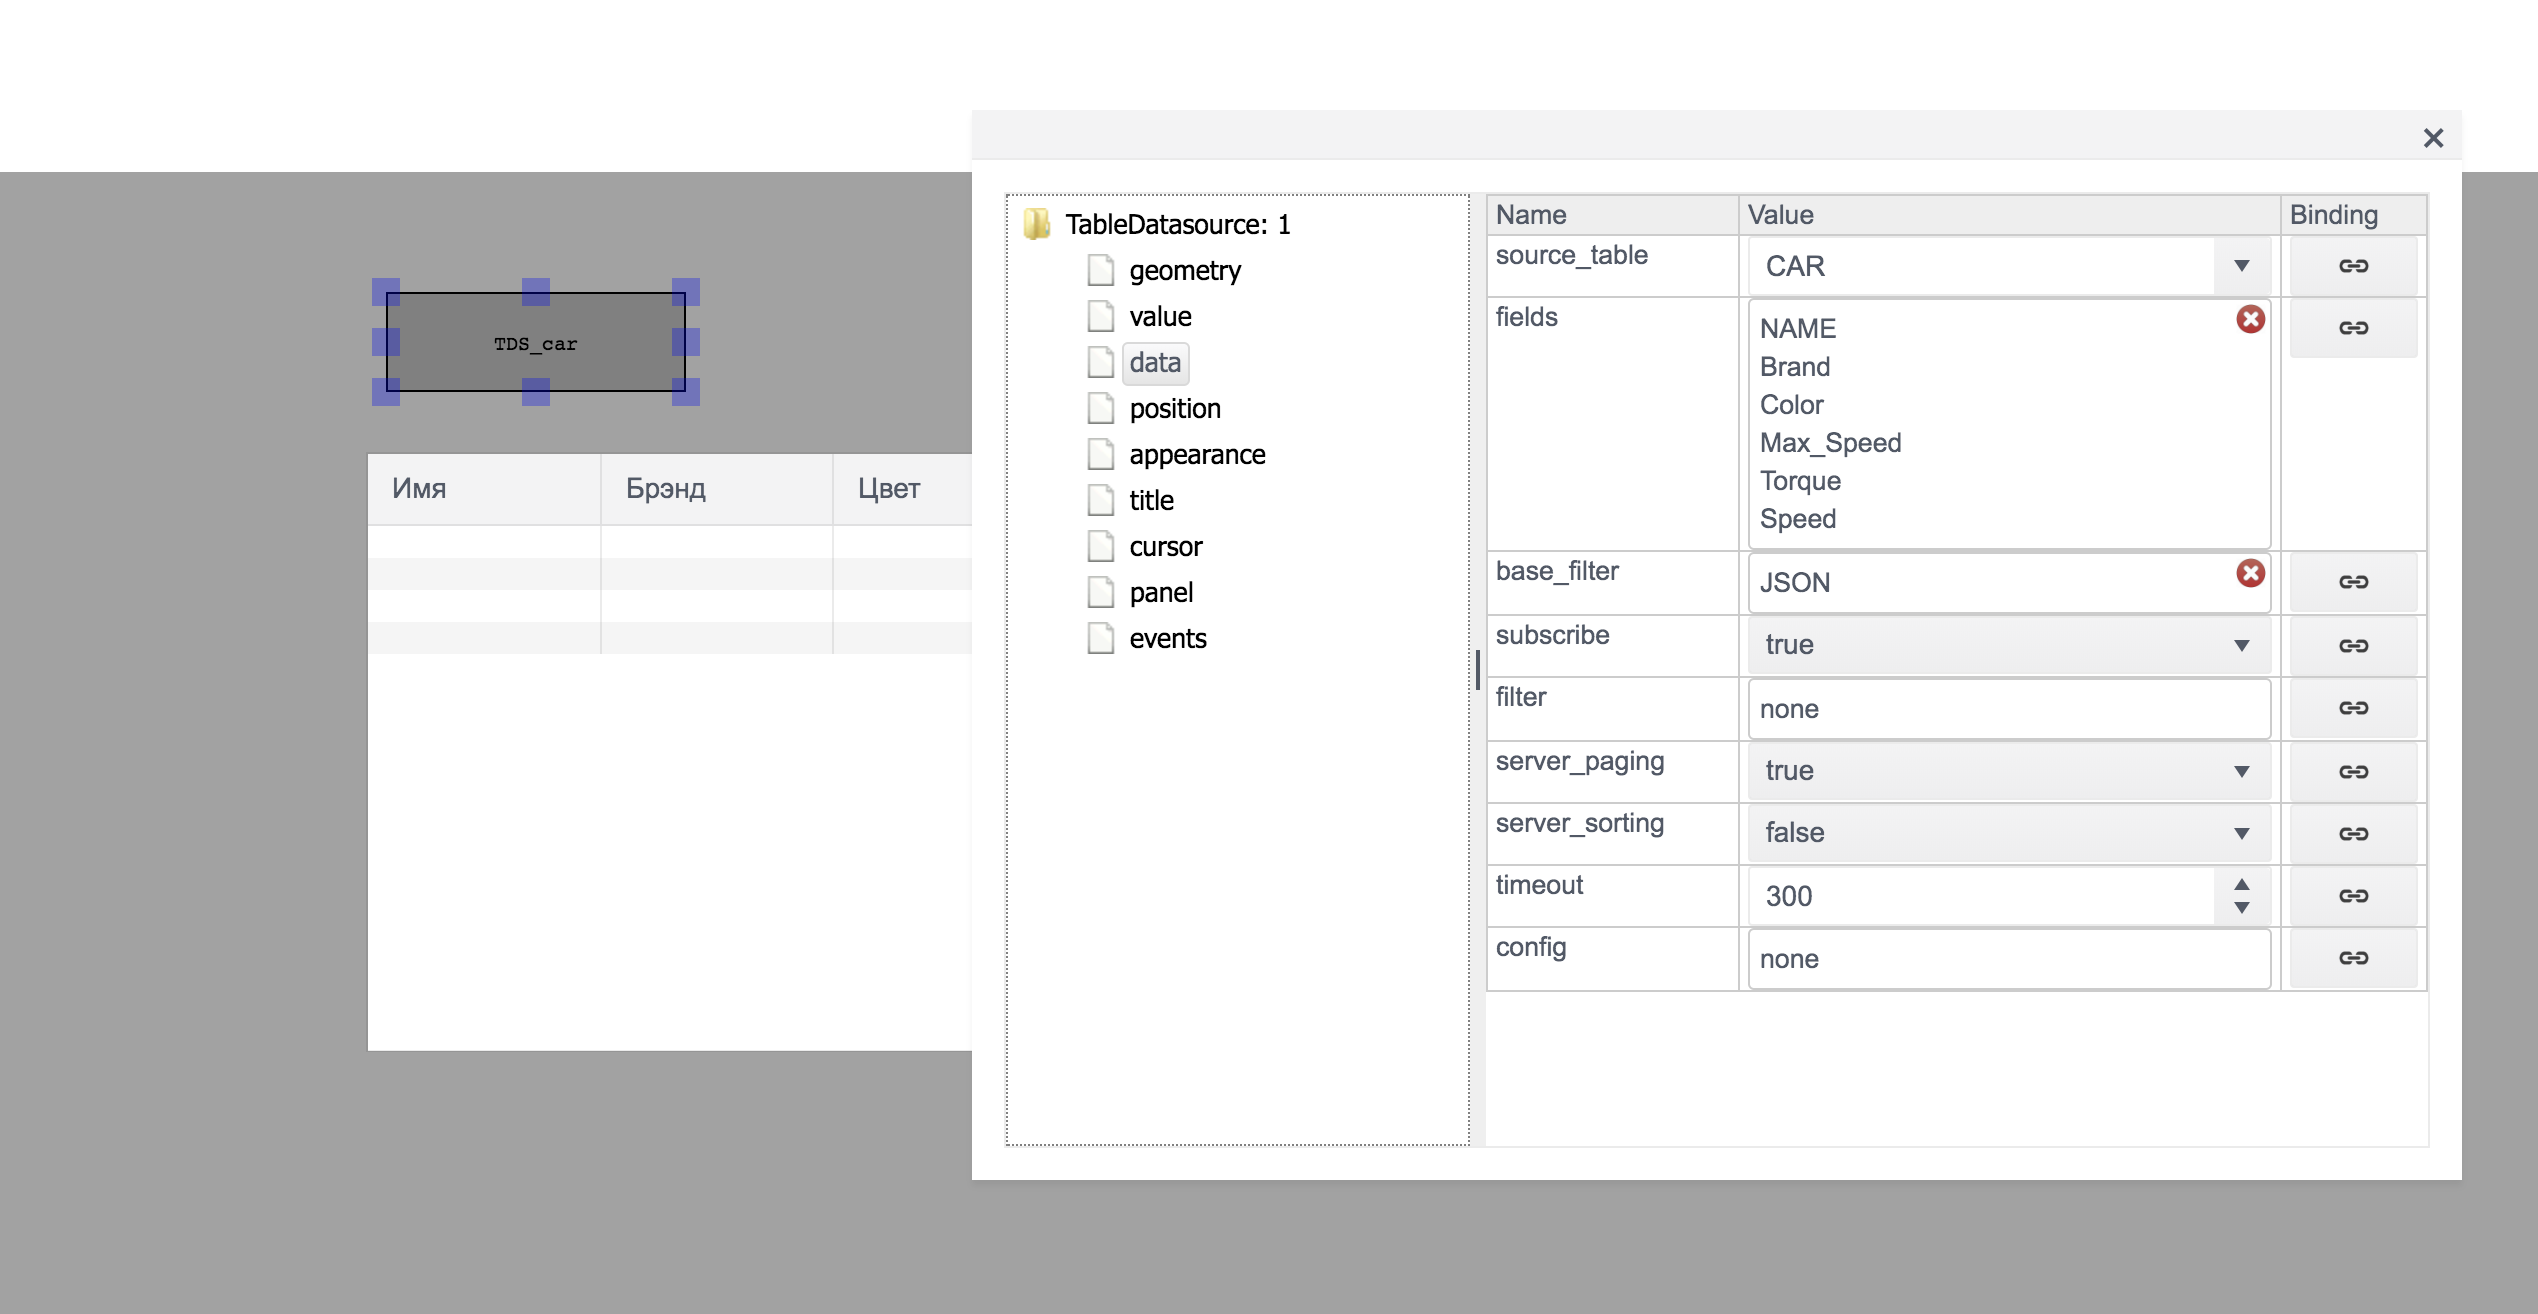 TDS_car
Имя Брэнд Цвет
TableDatasource: 1
geometry
value
data
position
appearance
title
cursor
panel
events
Name Value Binding
source_table CAR
fields NAME
Brand
Color
Max_Speed
Torque
Speed
base_filter JSON
subscribe true
filter none
server_paging true
server_sorting false
timeout 300
config none